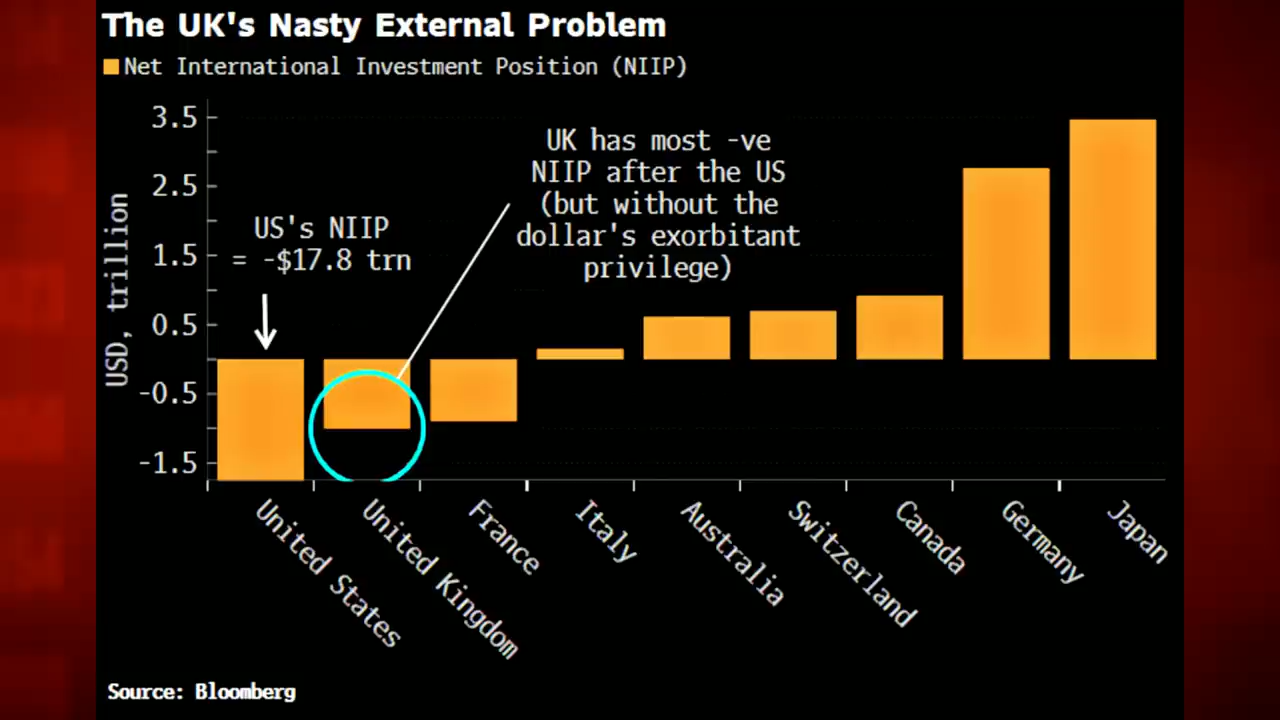 The UK's Nasty External Problem
Net International Investment Position (NIIP)
USD, trillion
3.5
2.5
1.5
0.5
-0.5
-1.5
US's NIIP
= -$17.8 trn
UK has most -ve
NIIP after the US
(but without the
dollar's exorbitant
privilege)
United States
United Kingdom
France
Italy
Australia
Switzerland
Canada
Germany
Japan
Source: Bloomberg